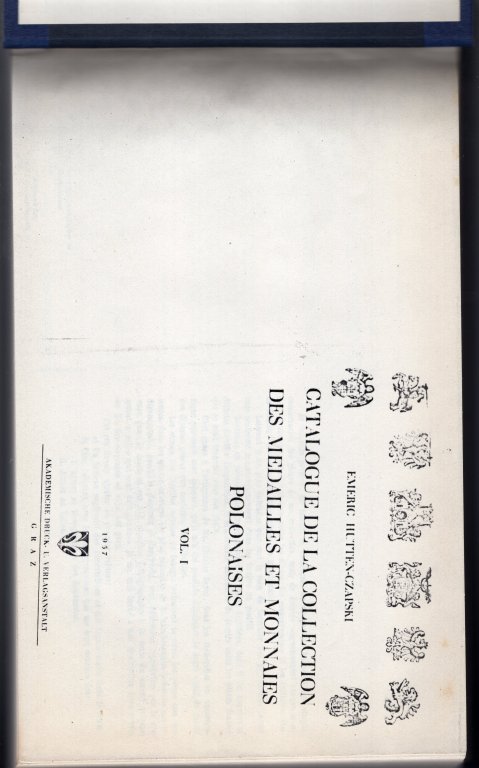 EMERIC HUTTEN-CZAPSKI
CATALOGUE DE LA COLLECTION
DES MEDAILLES ET MONNAIES
POLONAISES
VOL. I
1957
AKADEMISCHE DRUCK- U. VERLAGSANSTALT
GRAZ